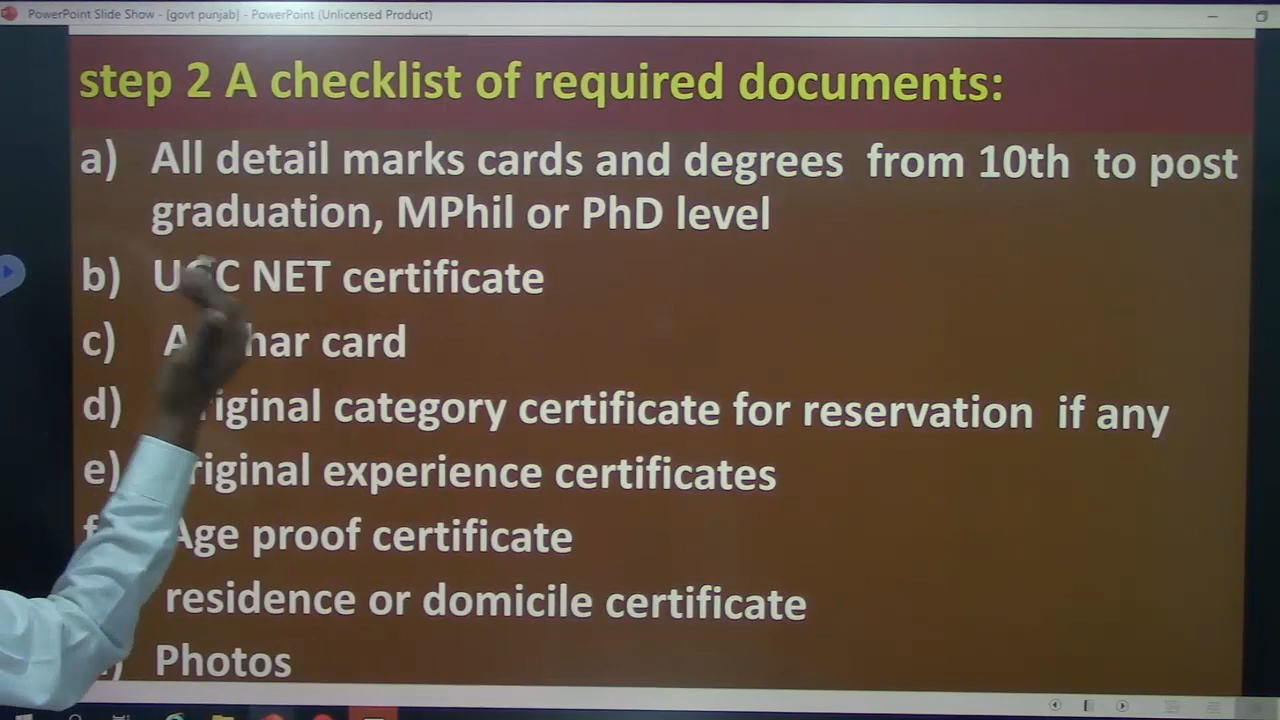 PowerPoint Slide Show - [govt punjab] - PowerPoint (Unlicensed Product)
step 2 A checklist of required documents:
a) All detail marks cards and degrees from 10th to post
graduation, MPhil or PhD level
b) NET certificate
c) card
d) category certificate for reservation if any
e) experience certificates
Age proof certificate
residence or domicile certificate
Photos